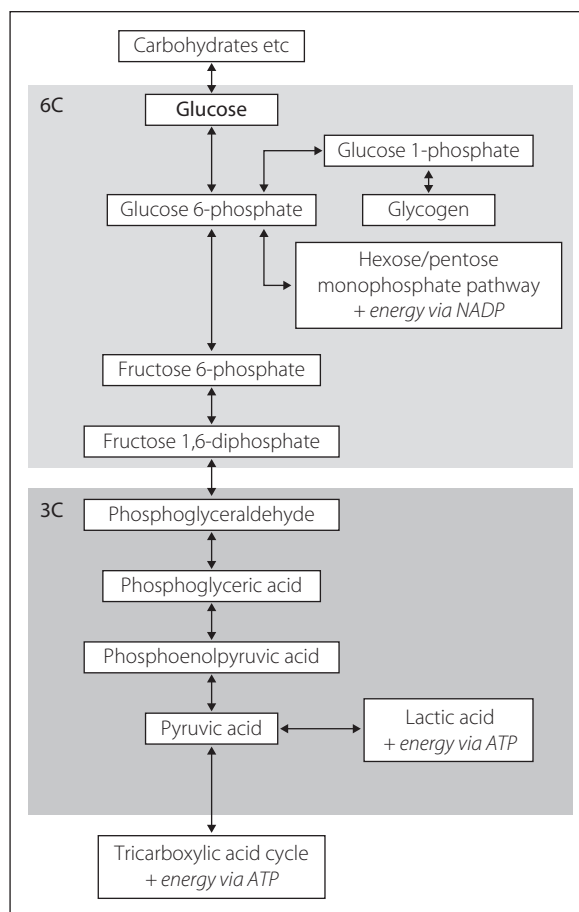 Carbohydrates etc
6C
Glucose
Glucose 1-phosphate
Glucose 6-phosphate
Glycogen
Hexose/pentose
monophosphate pathway
+ energy via NADP
Fructose 6-phosphate
Fructose 1,6-diphosphate
3C
Phosphoglyceraldehyde
Phosphoglyceric acid
Phosphoenolpyruvic acid
Pyruvic acid
Lactic acid
+ energy via ATP
Tricarboxylic acid cycle
+ energy via ATP